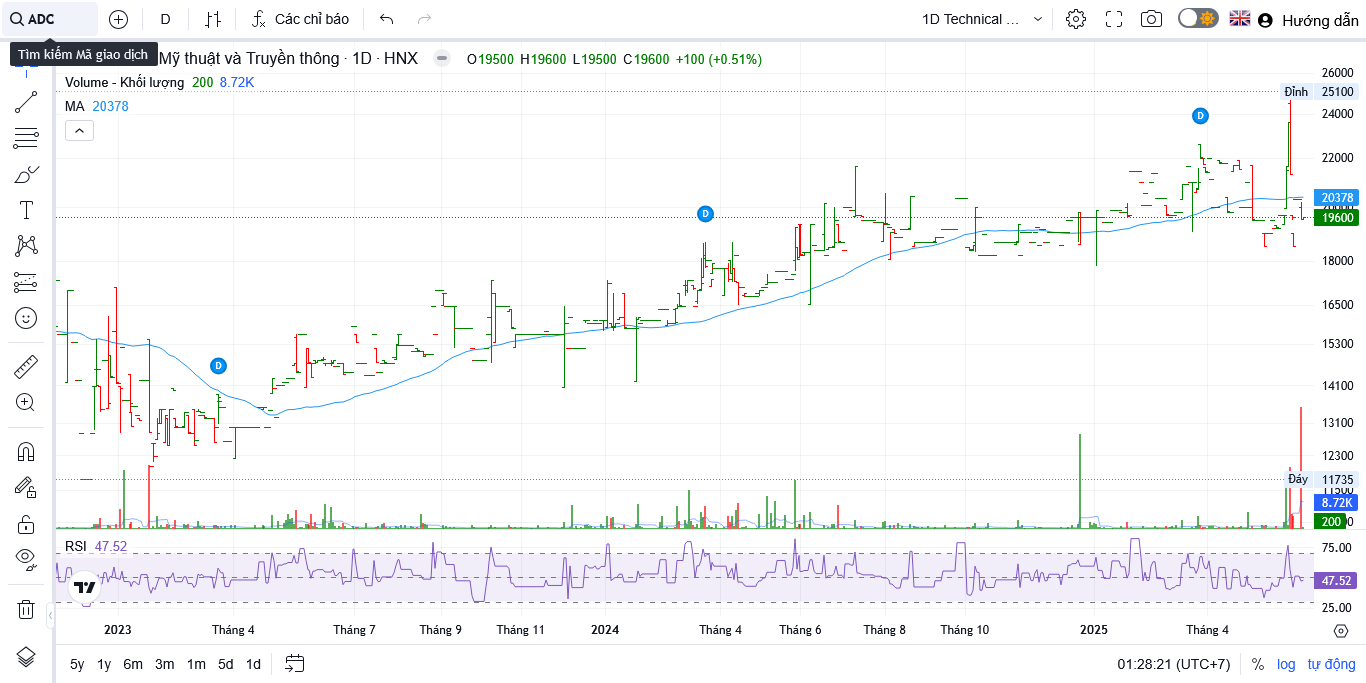 ADC D Các chỉ báo 1D Technical ... Hướng dẫn
Tìm kiếm Mã giao dịch Mỹ thuật và Truyền thông · 1D · HNX O19500 H19600 L19500 C19600 +100 (+0.51%)
Volume - Khối lượng 200 8.72K
MA 20378
26000
Đỉnh 25100
24000
D
22000
20378
D
19600
18000
16500
15300
D
14100
13100
12300
Đáy 11735
11500
8.72K
200
RSI 47.52
75.00
47.52
25.00
2023 Tháng 4 Tháng 7 Tháng 9 Tháng 11 2024 Tháng 4 Tháng 6 Tháng 8 Tháng 10 2025 Tháng 4
5y 1y 6m 3m 1m 5d 1d 01:28:21 (UTC+7) % log tự động